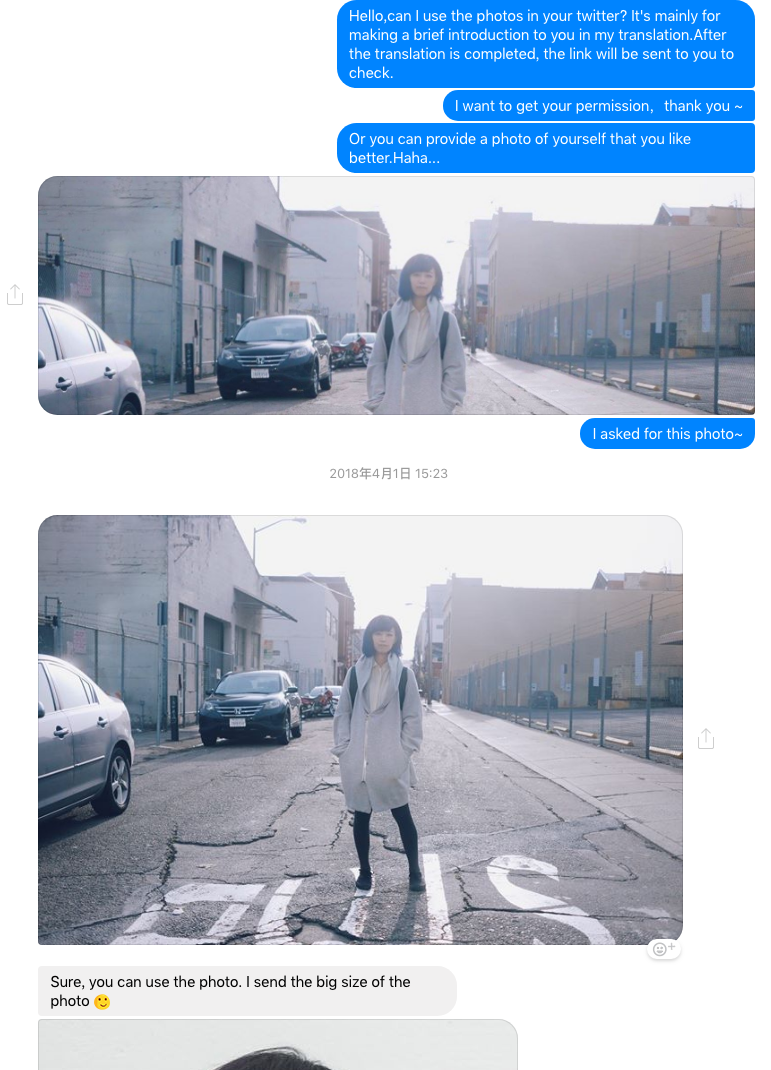 Hello,can I use the photos in your twitter? It's mainly for
making a brief introduction to you in my translation.After
the translation is completed, the link will be sent to you to
check.
I want to get your permission, thank you ~
Or you can provide a photo of yourself that you like
better.Haha...
I asked for this photo~
2018年4月1日 15:23
Sure, you can use the photo. I send the big size of the
photo 🙂